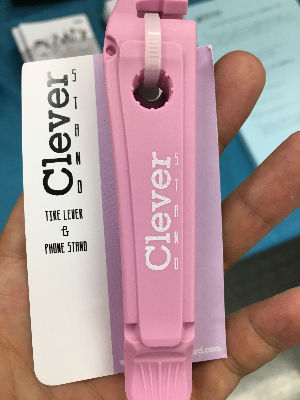 Clever
STAND
TIRE LEVER
&
PHONE STAND
Clever
STAND